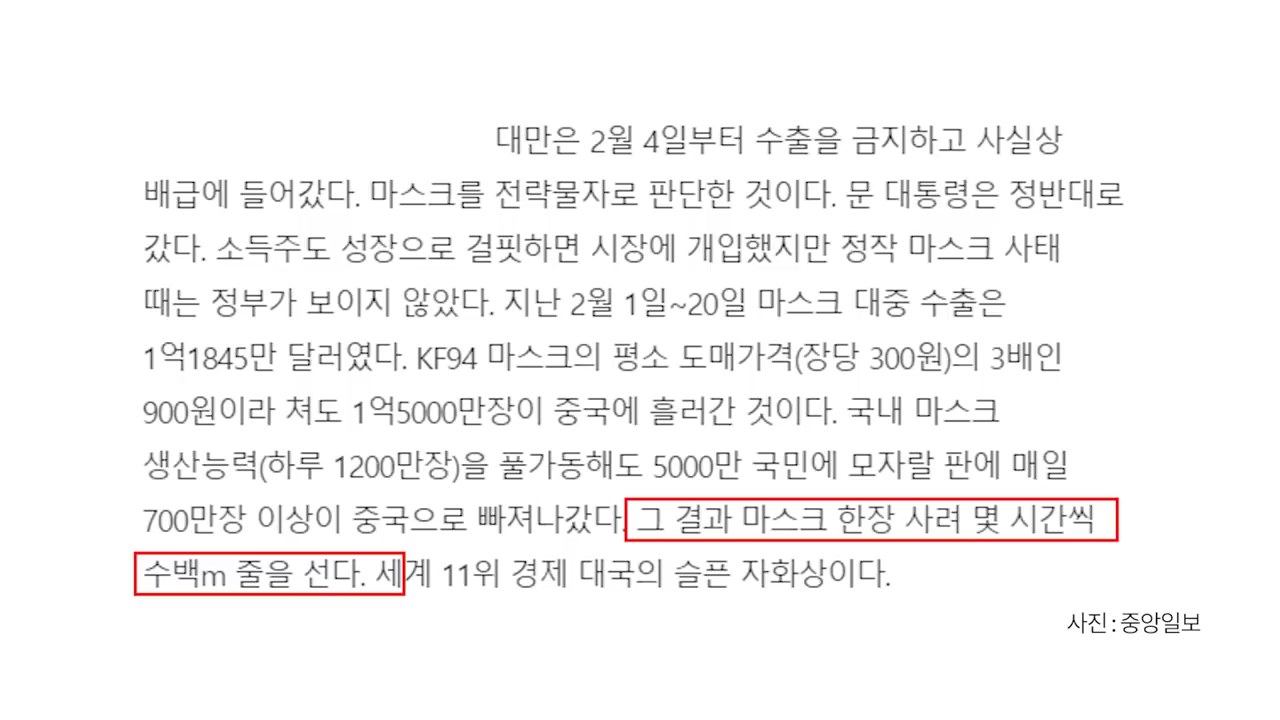 대만은 2월 4일부터 수출을 금지하고 사실상
배급에 들어갔다. 마스크를 전략물자로 판단한 것이다. 문 대통령은 정반대로
갔다. 소득주도 성장으로 걸핏하면 시장에 개입했지만 정작 마스크 사태
때는 정부가 보이지 않았다. 지난 2월 1일~20일 마스크 대중 수출은
1억1845만 달러였다. KF94 마스크의 평소 도매가격(장당 300원)의 3배인
900원이라 쳐도 1억5000만장이 중국에 흘러간 것이다. 국내 마스크
생산능력(하루 1200만장)을 풀가동해도 5000만 국민에 모자랄 판에 매일
700만장 이상이 중국으로 빠져나갔다. 그 결과 마스크 한장 사려 몇 시간씩
수백m 줄을 선다. 세계 11위 경제 대국의 슬픈 자화상이다.
사진 : 중앙일보